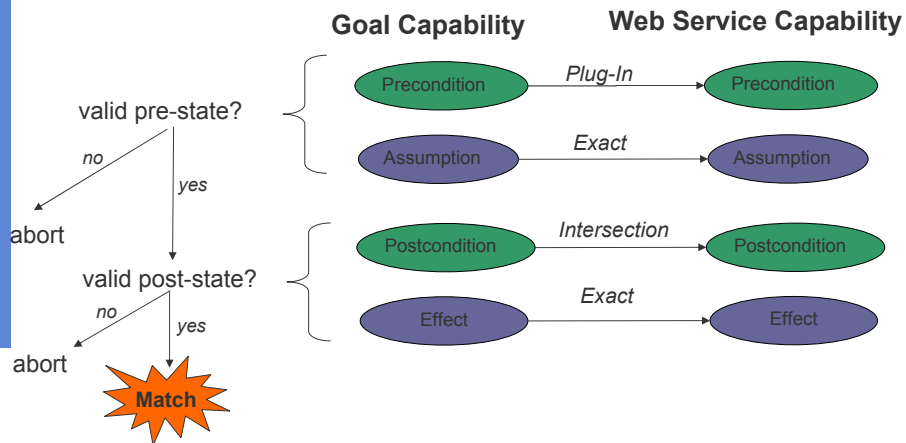 Goal Capability
Web Service Capability
Precondition
Plug-In
Precondition
valid pre-state?
Assumption
Exact
Assumption
no
yes
abort
Postcondition
Intersection
Postcondition
valid post-state?
Effect
Exact
Effect
no
yes
abort
Match